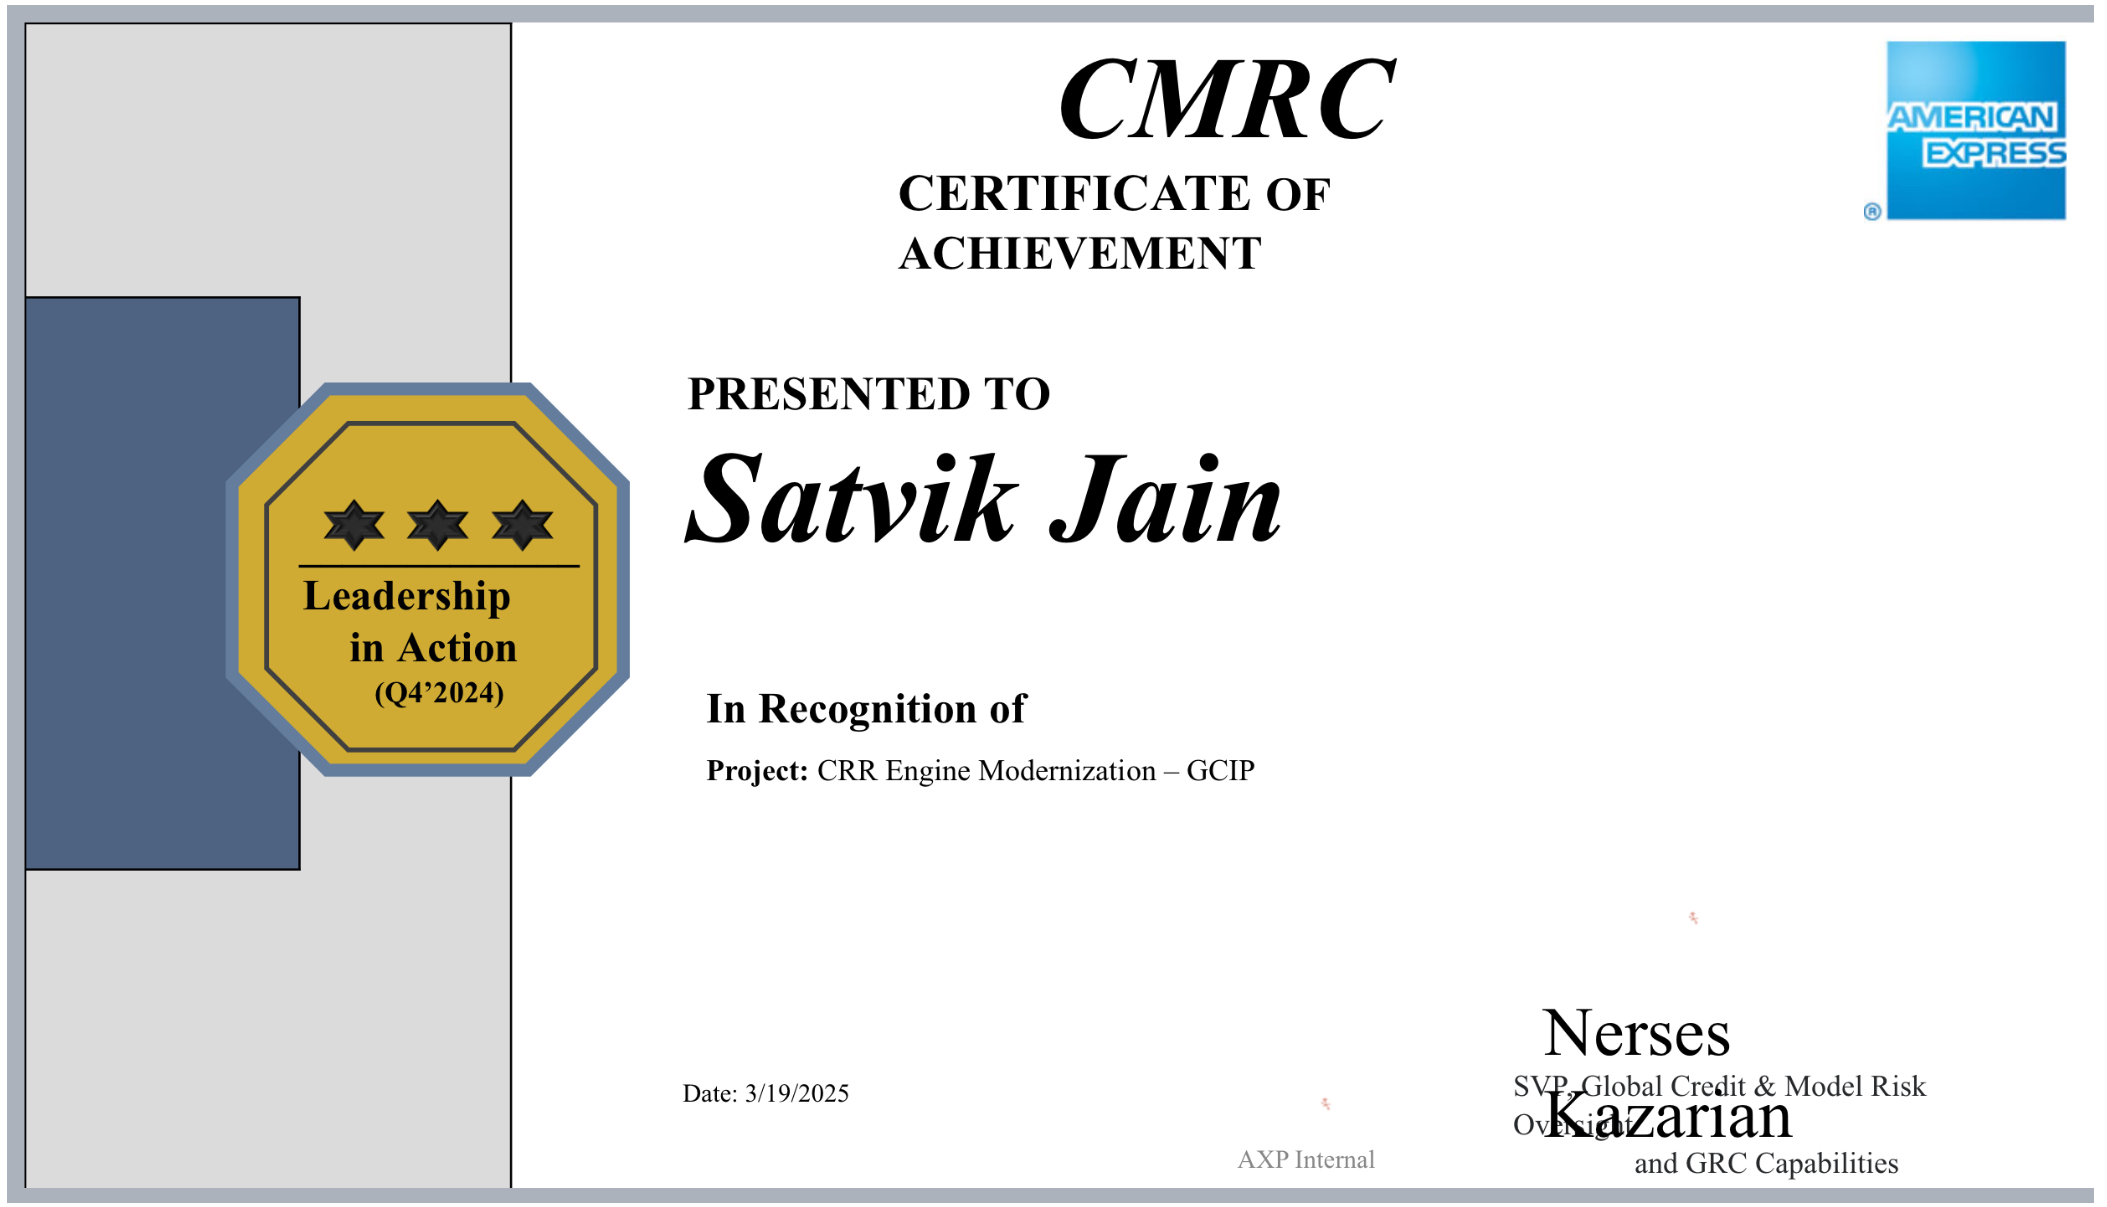 CMRC
AMERICAN
EXPRESS
®
CERTIFICATE OF
ACHIEVEMENT
PRESENTED TO
Satvik Jain
Leadership
in Action
(Q4’2024)
In Recognition of
Project: CRR Engine Modernization – GCIP
Nerses
Kazarian
SVP, Global Credit & Model Risk
Oversight
and GRC Capabilities
Date: 3/19/2025
AXP Internal